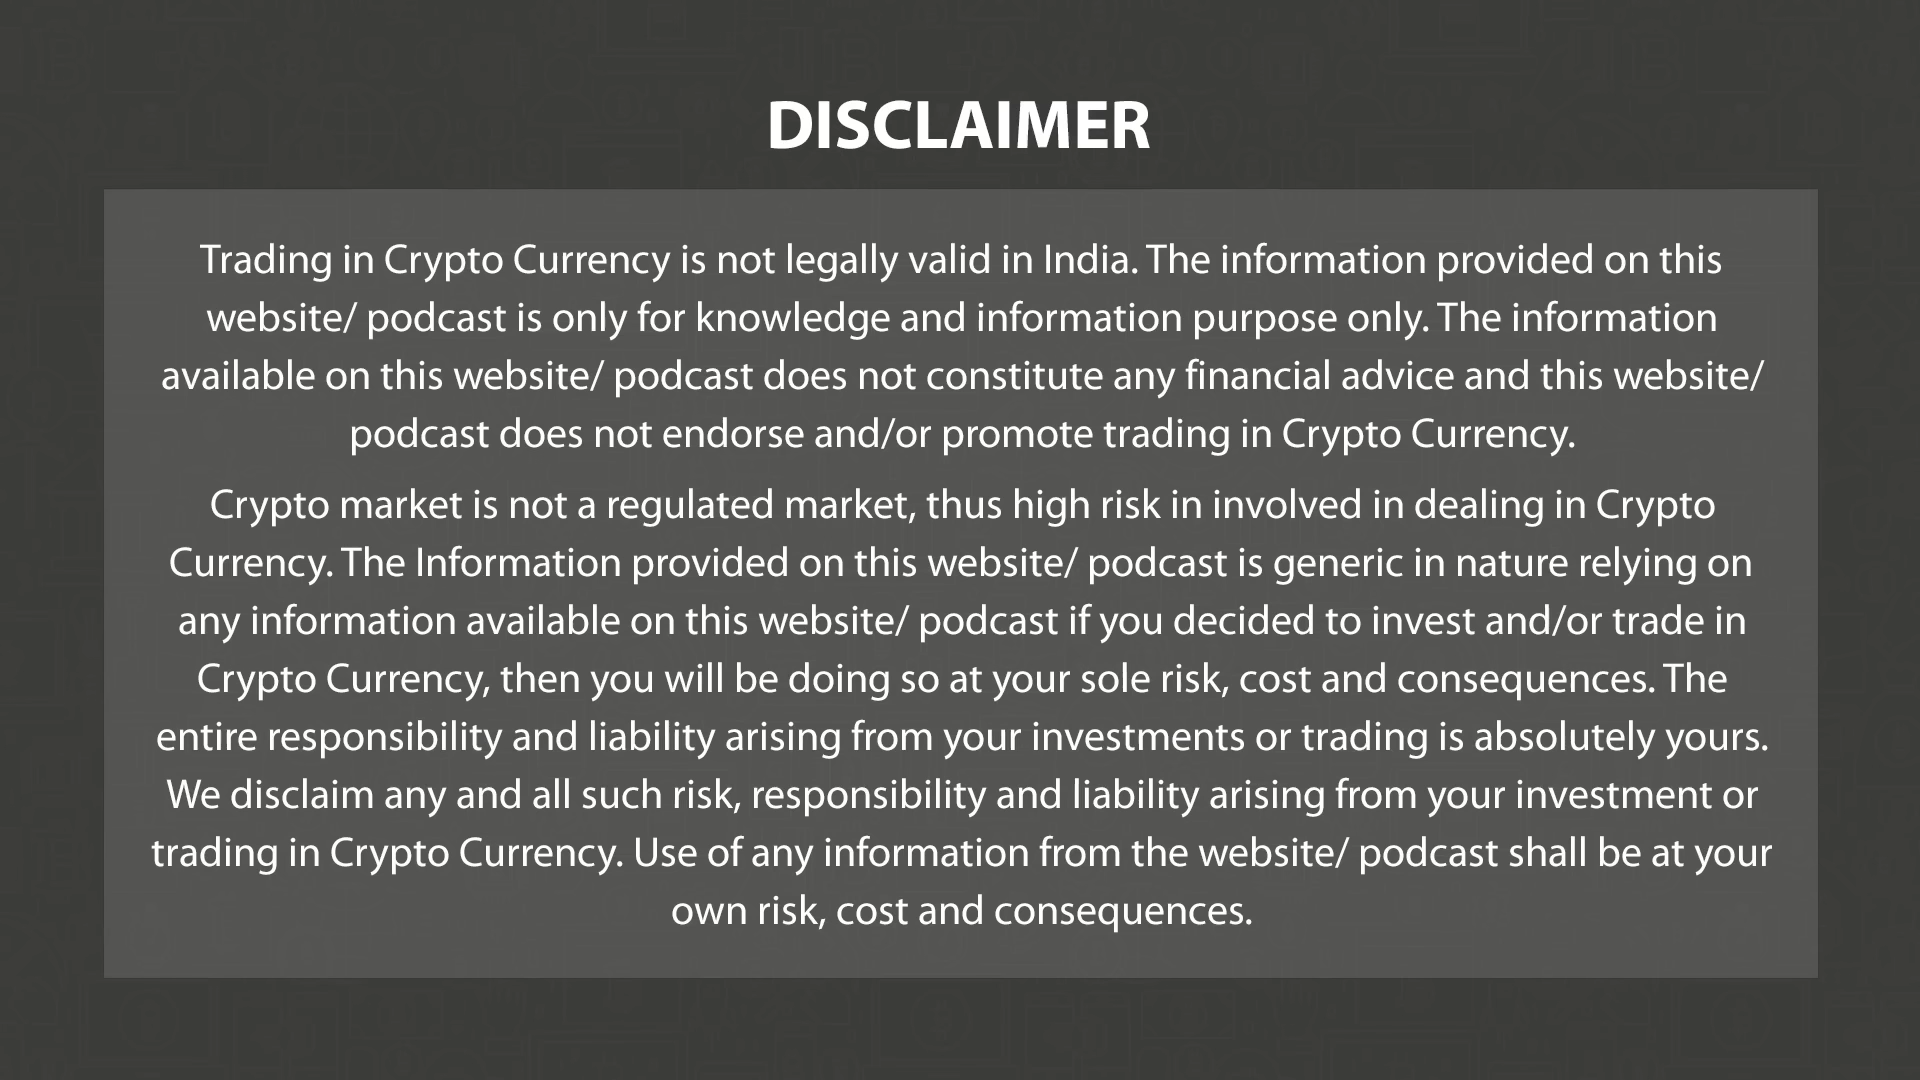 DISCLAIMER
Trading in Crypto Currency is not legally valid in India. The information provided on this
website/ podcast is only for knowledge and information purpose only. The information
available on this website/ podcast does not constitute any financial advice and this website/
podcast does not endorse and/or promote trading in Crypto Currency.
Crypto market is not a regulated market, thus high risk in involved in dealing in Crypto
Currency. The Information provided on this website/ podcast is generic in nature relying on
any information available on this website/ podcast if you decided to invest and/or trade in
Crypto Currency, then you will be doing so at your sole risk, cost and consequences. The
entire responsibility and liability arising from your investments or trading is absolutely yours.
We disclaim any and all such risk, responsibility and liability arising from your investment or
trading in Crypto Currency. Use of any information from the website/ podcast shall be at your
own risk, cost and consequences.